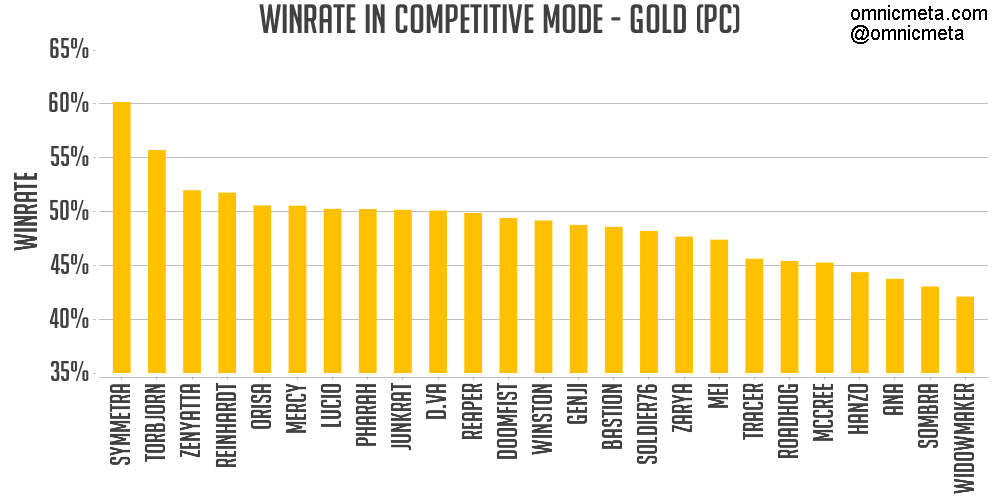 WINRATE IN COMPETITIVE MODE - GOLD (PC)
omnicmeta.com
@omnicmeta
65%
60%
55%
50%
45%
40%
35%
WINRATE
SYMMETRA
TORBJORN
ZENYATTA
REINHARDT
ORISA
MERCY
LUCIO
PHARAH
JUNKRAT
D.VA
REAPER
DOOMFIST
WINSTON
GENJI
BASTION
SOLDIER76
ZARYA
MEI
TRACER
ROADHOG
MCCREE
HANZO
ANA
SOMBRA
WIDOWMAKER